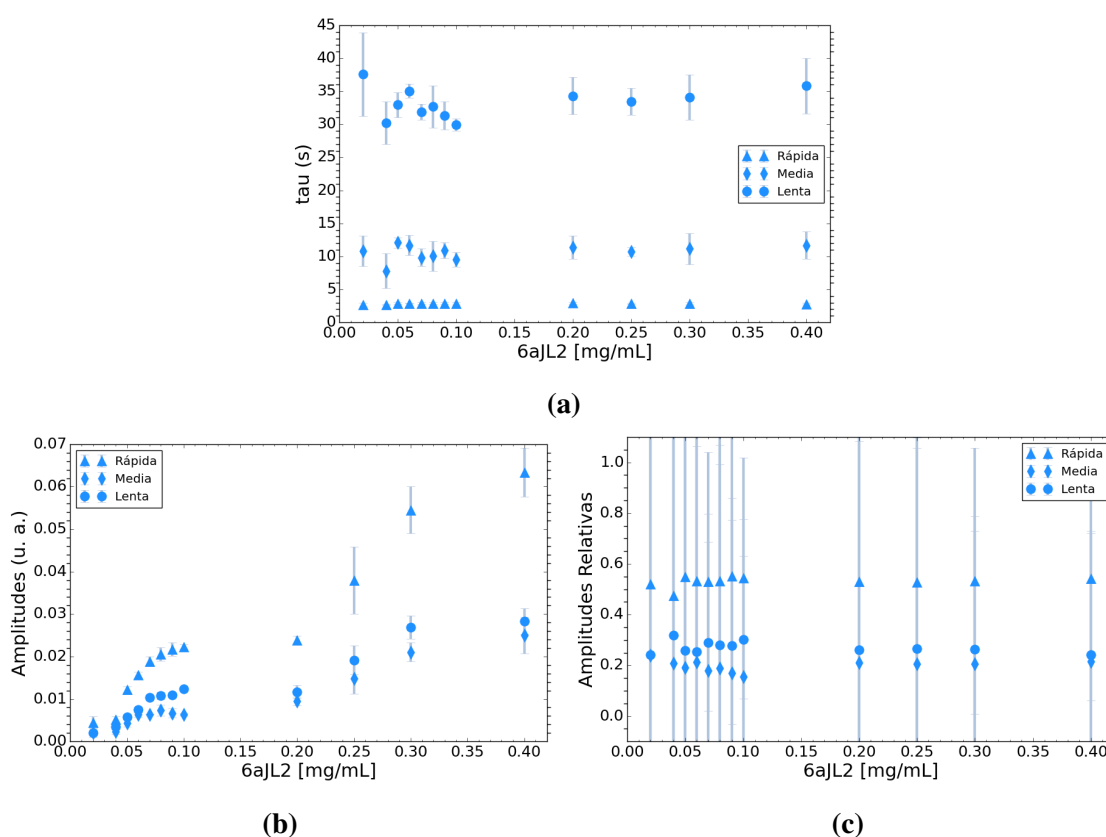 45
40
35
30
25
20
15
10
5
0
tau (s)
Rápida
Media
Lenta
0.00 0.05 0.10 0.15 0.20 0.25 0.30 0.35 0.40
6aJL2 [mg/mL]
(a)
0.07
0.06
0.05
0.04
0.03
0.02
0.01
0.00
Amplitudes (u. a.)
Rápida
Media
Lenta
0.00 0.05 0.10 0.15 0.20 0.25 0.30 0.35 0.40
6aJL2 [mg/mL]
(b)
1.0
0.8
0.6
0.4
0.2
0.0
Amplitudes Relativas
Rápida
Media
Lenta
0.00 0.05 0.10 0.15 0.20 0.25 0.30 0.35 0.40
6aJL2 [mg/mL]
(c)